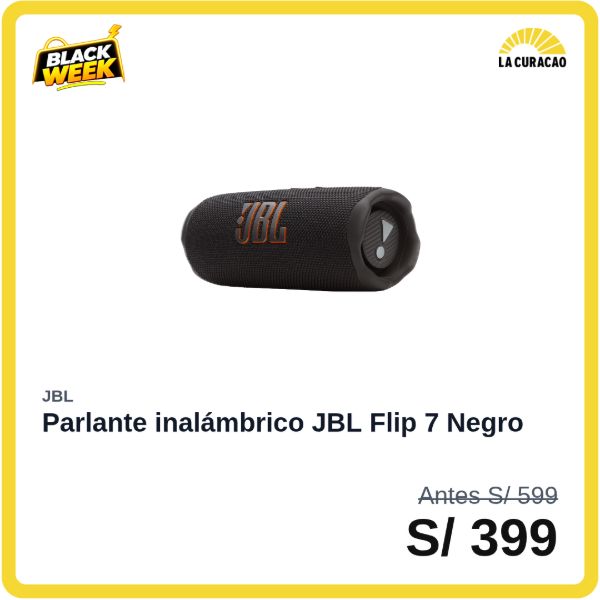 BLACK
WEEK
LA CURACAO
JBL
JBL
Parlante inalámbrico JBL Flip 7 Negro
Antes S/ 599
S/ 399